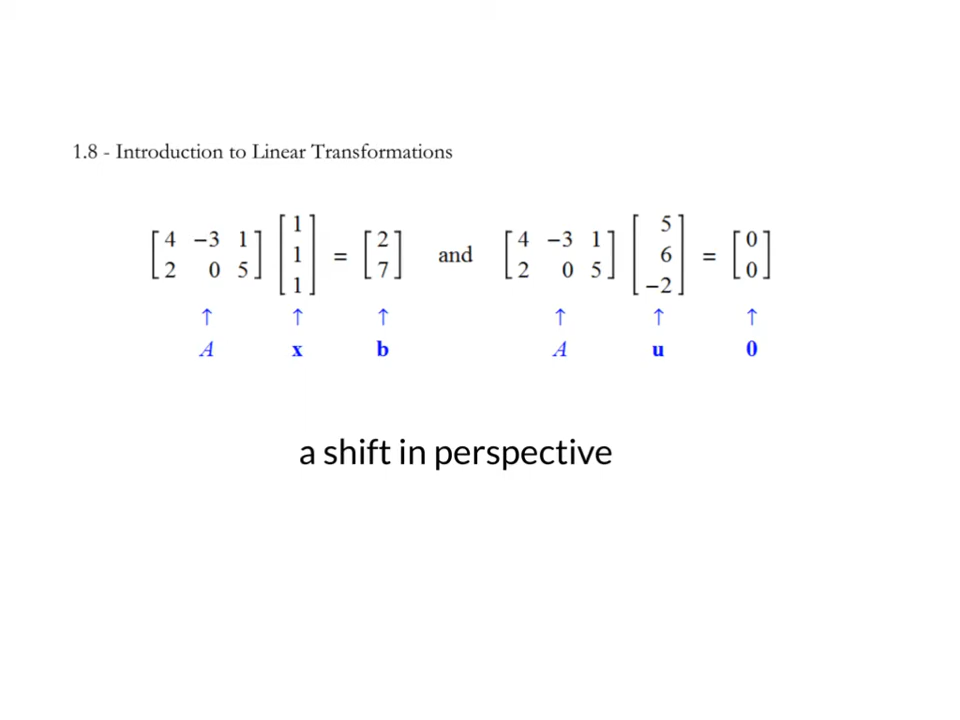 1.8 - Introduction to Linear Transformations
[4 −3 1; 2 0 5] [1; 1; 1] = [2; 7] and [4 −3 1; 2 0 5] [5; 6; −2] = [0; 0]
↑ ↑ ↑ ↑ ↑ ↑
A x b A u 0
a shift in perspective